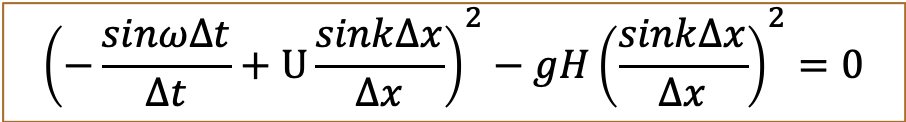 (− sinωΔt/Δt + U sinkΔx/Δx)² − gH (sinkΔx/Δx)² = 0